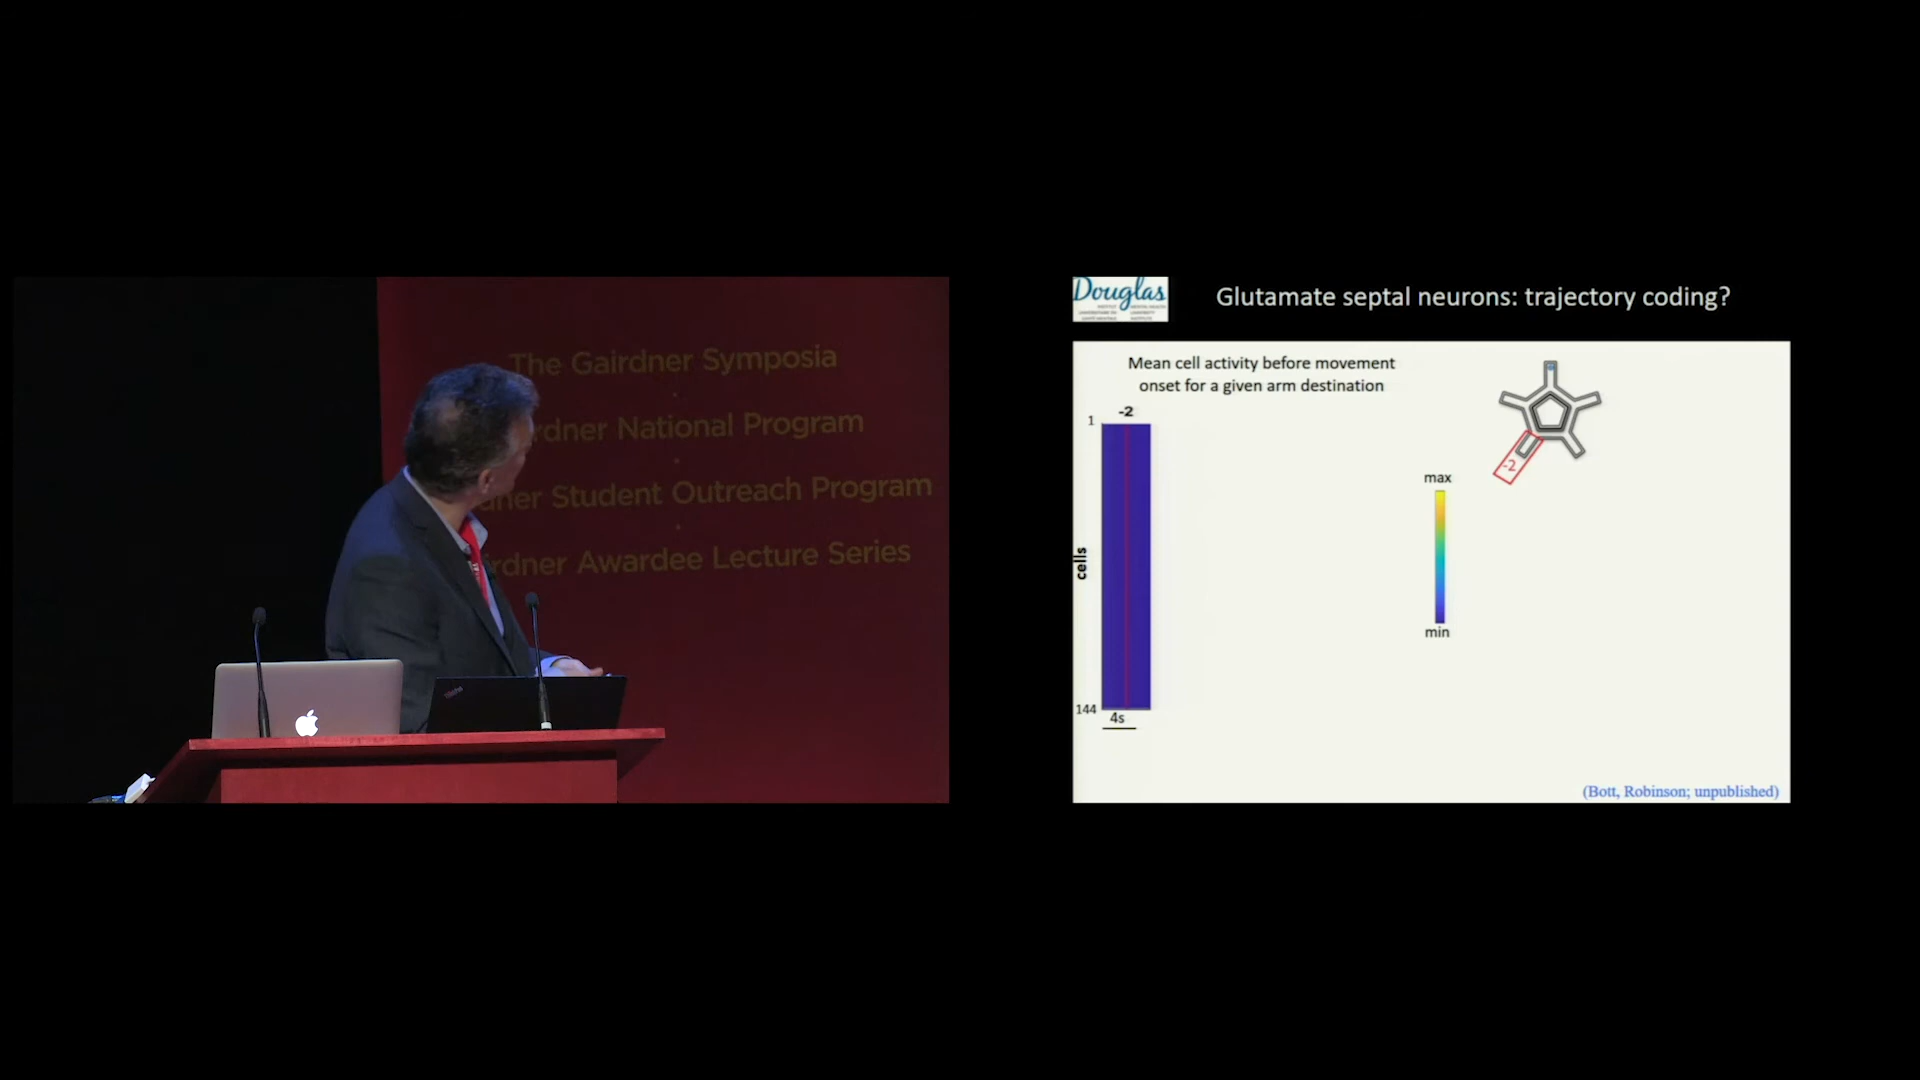 The Gairdner Symposia
rdner National Program
dner Student Outreach Program
irdner Awardee Lecture Series
Douglas
Glutamate septal neurons: trajectory coding?
Mean cell activity before movement
onset for a given arm destination
-2
1
cells
144
4s
max
min
-2
(Bott, Robinson; unpublished)